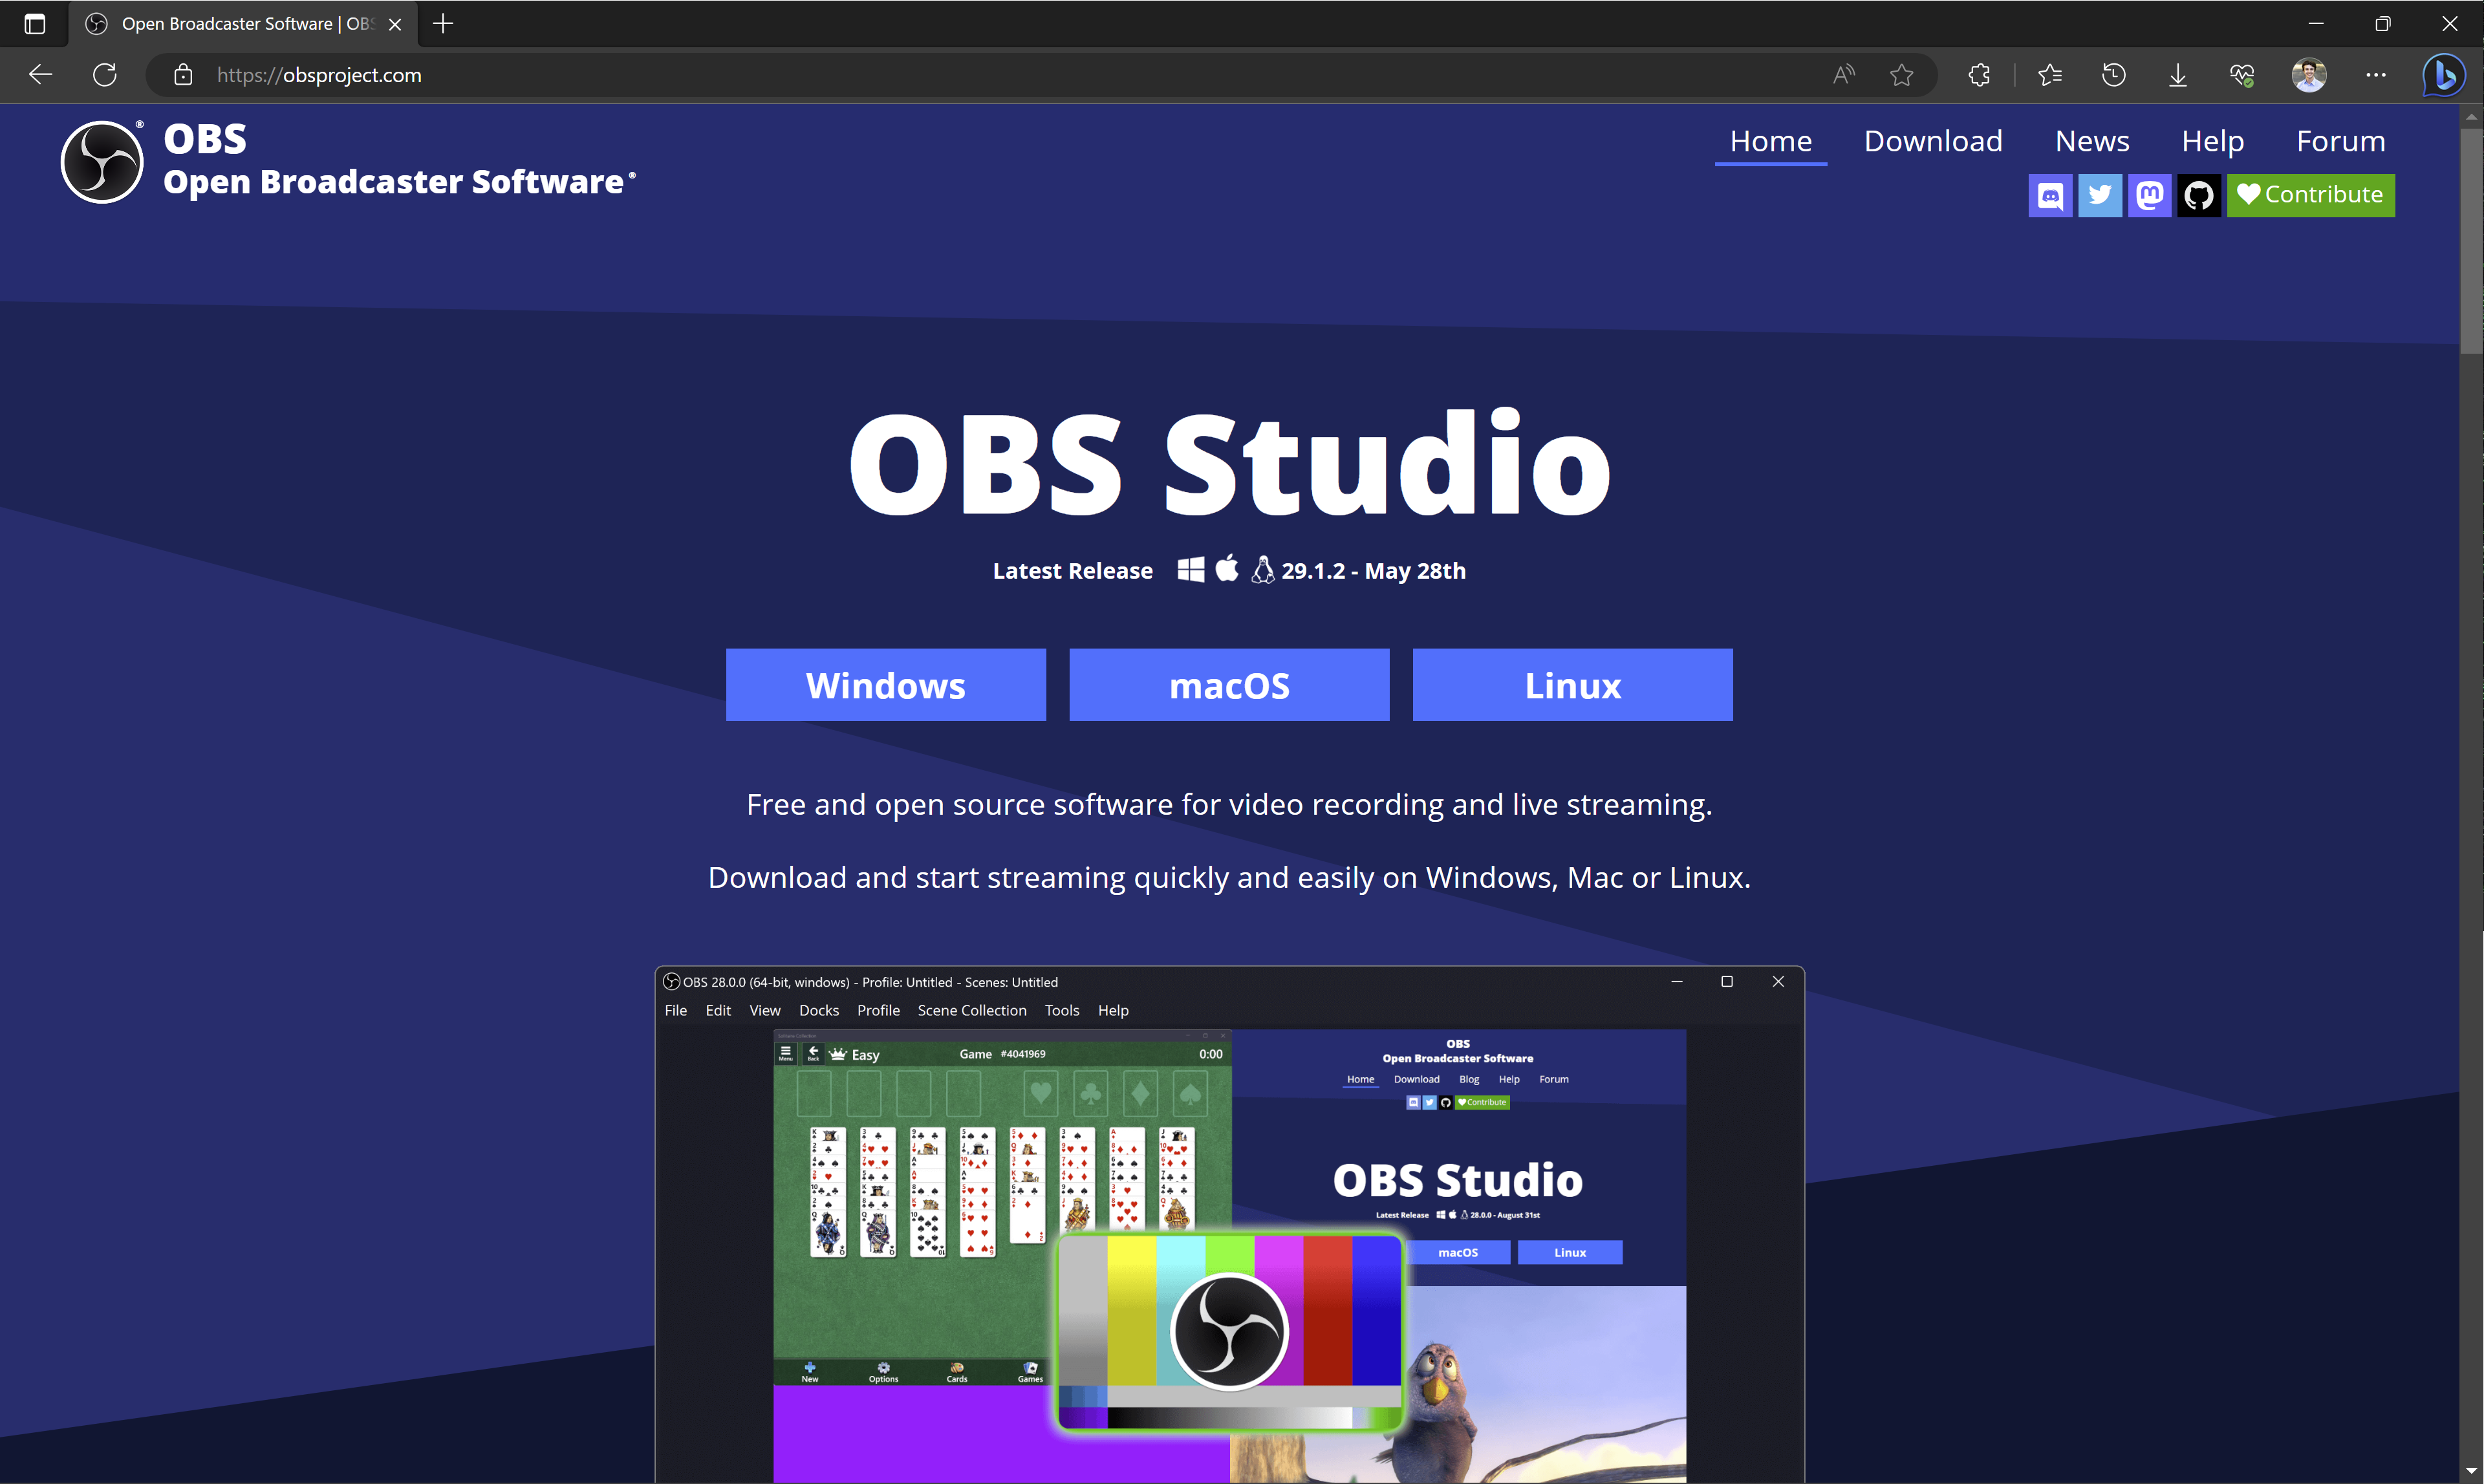 Open Broadcaster Software | OBS
https://obsproject.com
OBS
Open Broadcaster Software
Home Download News Help Forum
Contribute
OBS Studio
Latest Release 29.1.2 - May 28th
Windows macOS Linux
Free and open source software for video recording and live streaming.
Download and start streaming quickly and easily on Windows, Mac or Linux.
OBS 28.0.0 (64-bit, windows) - Profile: Untitled - Scenes: Untitled
File Edit View Docks Profile Scene Collection Tools Help
Menu Back Easy Game #4041969 0:00
OBS
Open Broadcaster Software
Home Download Blog Help Forum
Contribute
OBS Studio
Latest Release 28.0.0 - August 31st
macOS Linux
New Options Cards Games